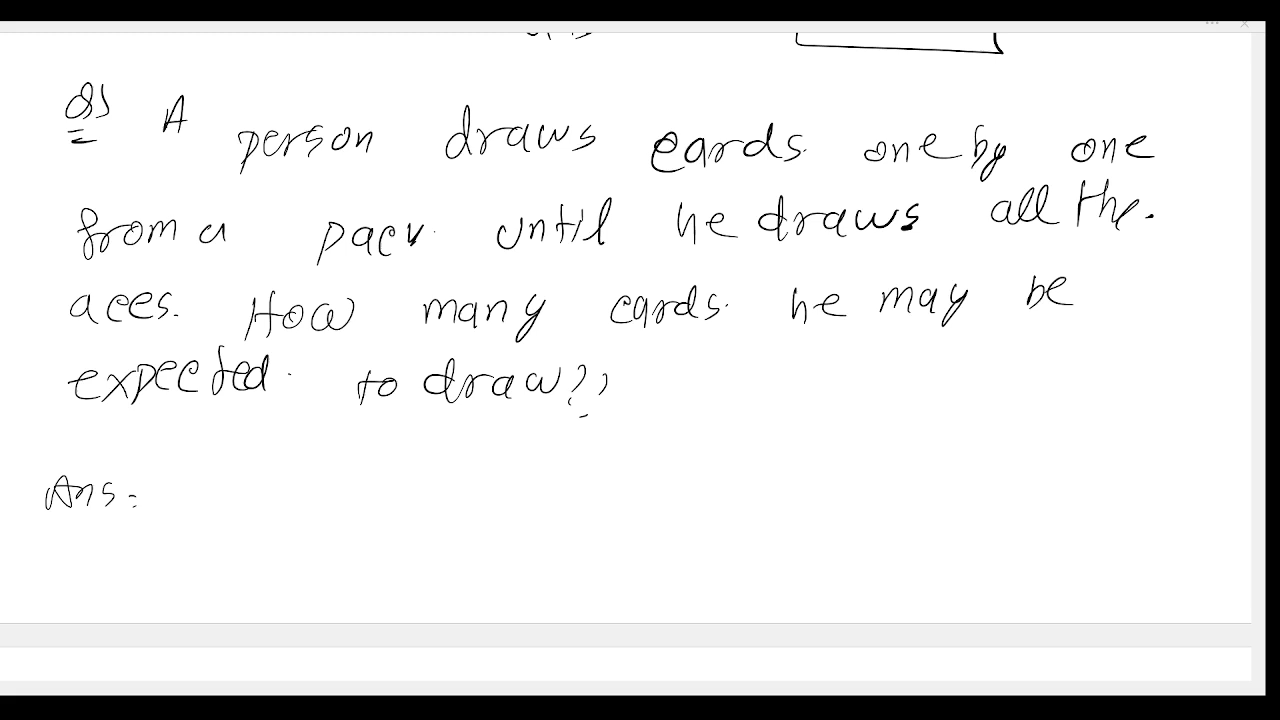 Q) A person draws cards one by one
from a pack until he draws all the.
aces. How many cards he may be
expected to draw??
Ans: